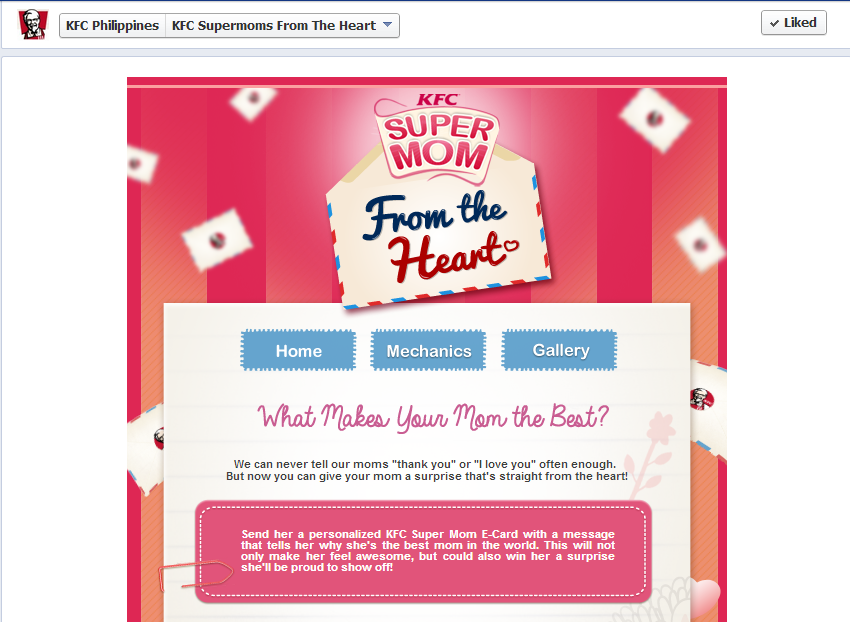 KFC Philippines KFC Supermoms From The Heart Liked
KFC
SUPER
MOM
From the
Heart
Home Mechanics Gallery
What Makes Your Mom the Best?
We can never tell our moms "thank you" or "I love you" often enough.
But now you can give your mom a surprise that's straight from the heart!
Send her a personalized KFC Super Mom E-Card with a message
that tells her why she's the best mom in the world. This will not
only make her feel awesome, but could also win her a surprise
she'll be proud to show off!